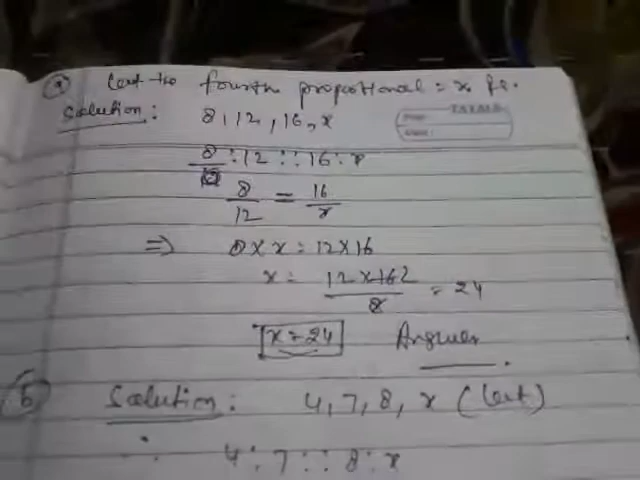 (a) Let the fourth proportional = x
Solution: 8, 12, 16, x
8 : 12 :: 16 : x
8/12 = 16/x
⇒ 8 × x = 12 × 16
x = 12 × 16 2 / 8 = 24
x = 24 Answer.
(b) Solution: 4, 7, 8, x (let)
∴ 4 : 7 :: 8 : x